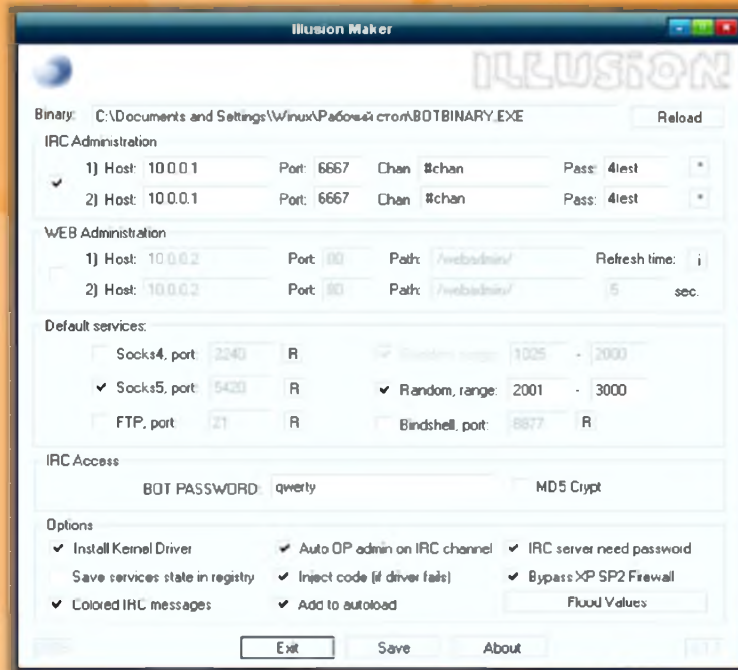 Illusion Maker
ILLUSION
Binary: C:\Documents and Settings\Winux\Рабочий стол\BOTBINARY.EXE Reload
IRC Administration
1) Host: 10.0.0.1 Port: 6667 Chan #chan Pass: 4test *
2) Host: 10.0.0.1 Port: 6667 Chan #chan Pass: 4test *
WEB Administration
1) Host: 10.0.0.2 Port 80 Path: /webadmin/ Refresh time: i
2) Host: 10.0.0.2 Port 80 Path: /webadmin/ 5 sec.
Default services:
Socks4, port: 3240 R Random, range: 1025 - 2000
Socks5, port: 5420 R Random, range: 2001 - 3000
FTP, port 21 R Bindshell, port: 8877 R
IRC Access
BOT PASSWORD: qwerty MD5 Crypt
Options
Install Kernel Driver Auto OP admin on IRC channel IRC server need password
Save services state in registry Inject code (if driver fails) Bypass XP SP2 Firewall
Colored IRC messages Add to autoload Flood Values
Exit Save About